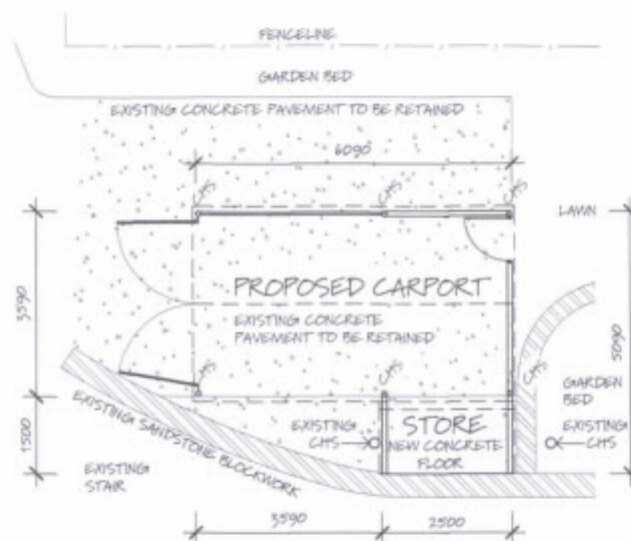 FENCELINE
GARDEN BED
EXISTING CONCRETE PAVEMENT TO BE RETAINED
6090
CHS
CHS
CHS
LAWN
3590
PROPOSED CARPORT
EXISTING CONCRETE
PAVEMENT TO BE RETAINED
5090
CHS
CHS
CHS
GARDEN
BED
1500
EXISTING SANDSTONE BLOCKWORK
EXISTING
CHS
STORE
NEW CONCRETE
FLOOR
EXISTING
CHS
EXISTING
STAIR
3590
2500